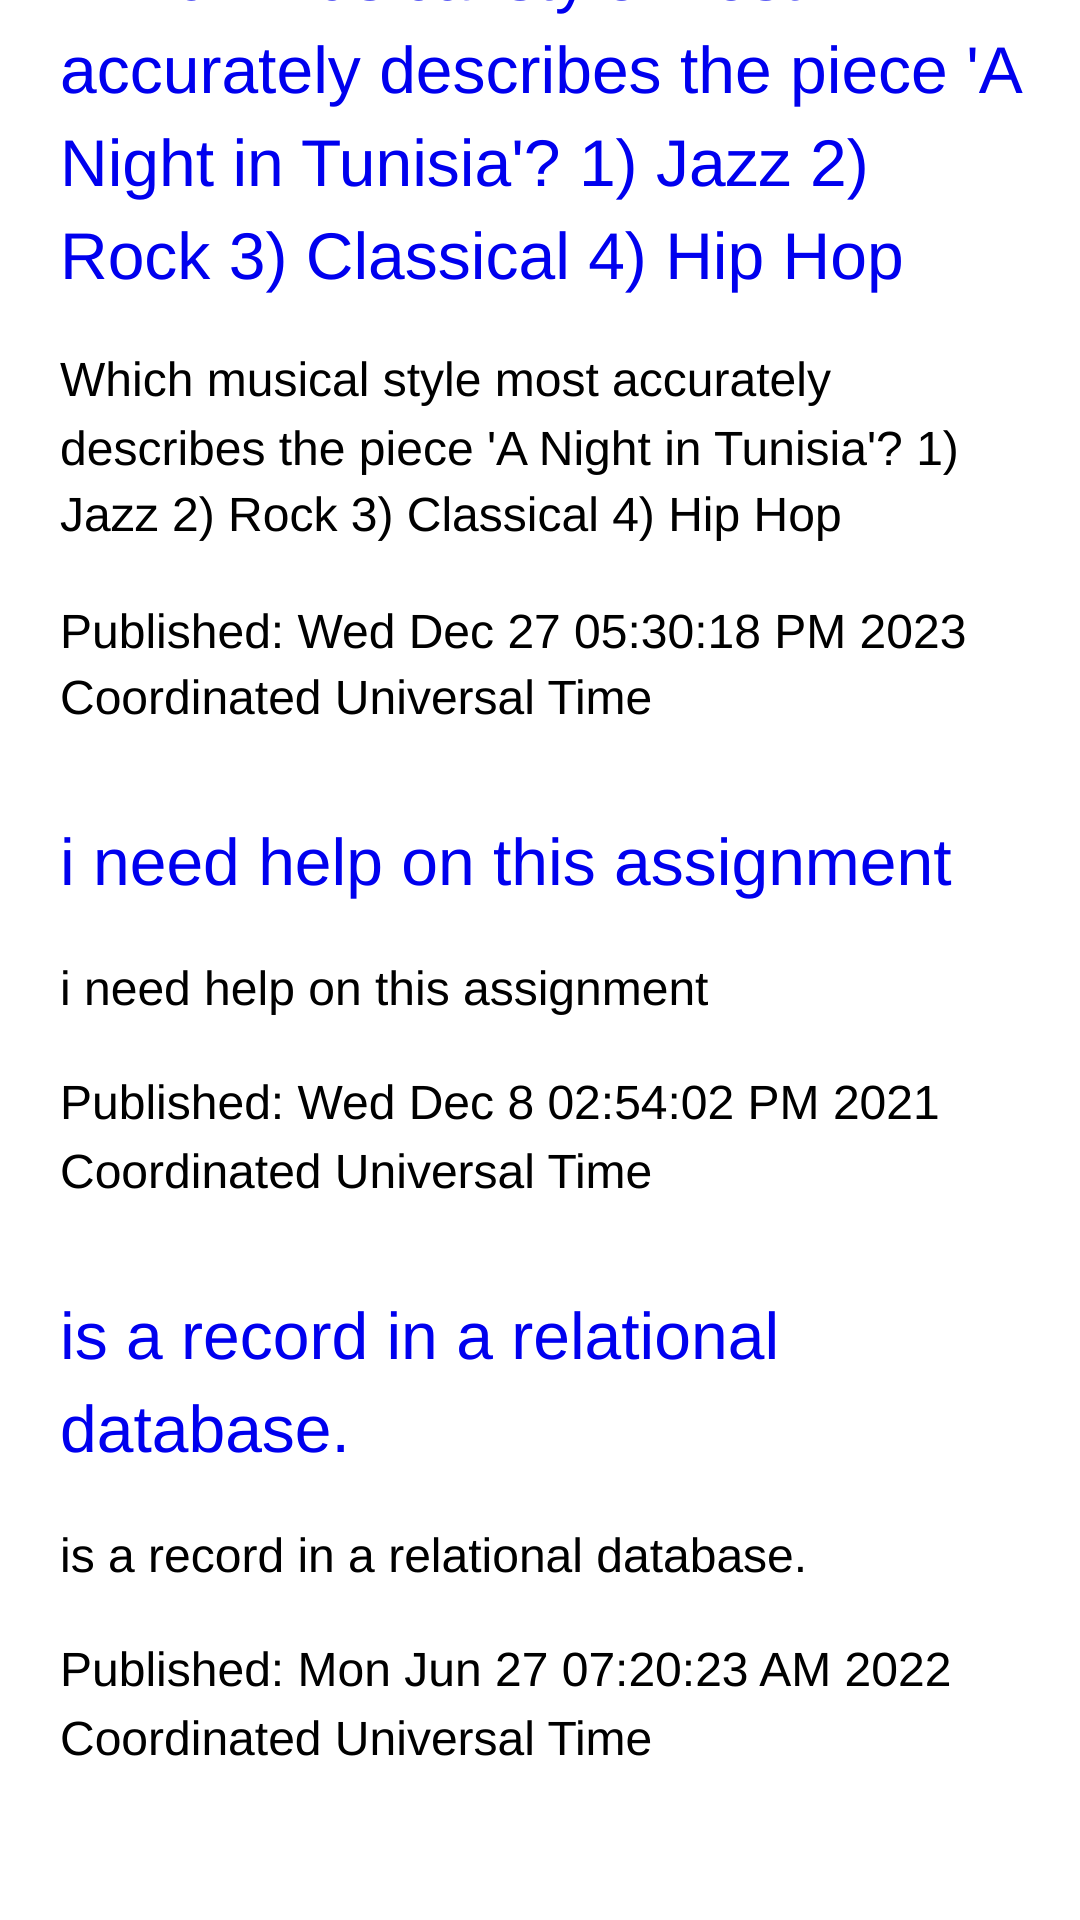 accurately describes the piece 'A
Night in Tunisia'? 1) Jazz 2)
Rock 3) Classical 4) Hip Hop
Which musical style most accurately
describes the piece 'A Night in Tunisia'? 1)
Jazz 2) Rock 3) Classical 4) Hip Hop
Published: Wed Dec 27 05:30:18 PM 2023
Coordinated Universal Time
i need help on this assignment
i need help on this assignment
Published: Wed Dec 8 02:54:02 PM 2021
Coordinated Universal Time
is a record in a relational
database.
is a record in a relational database.
Published: Mon Jun 27 07:20:23 AM 2022
Coordinated Universal Time